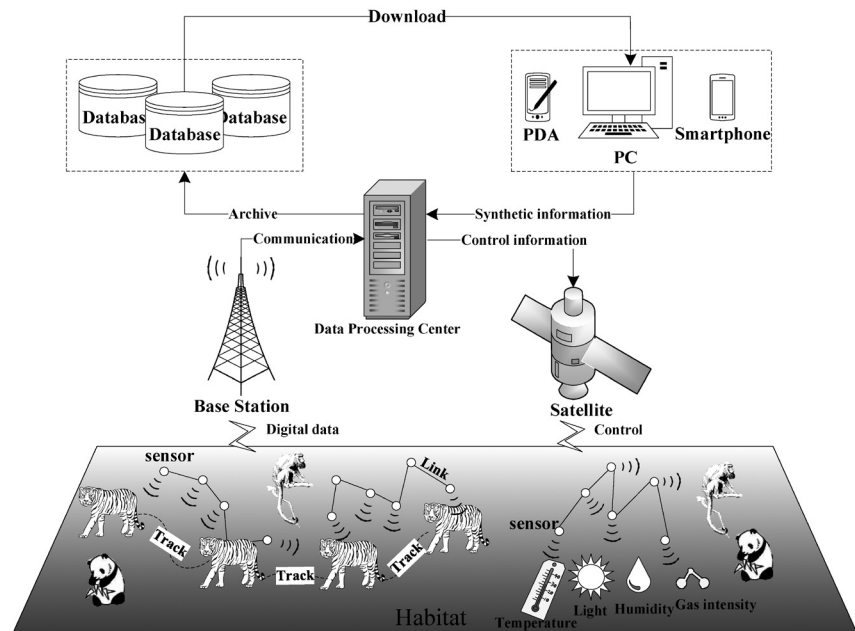 Download
Database
Database
Database
PDA
PC
Smartphone
Archive
Synthetic information
Communication
Control information
Data Processing Center
Base Station
Satellite
Digital data
Control
sensor
Link
sensor
Track
Track
Track
Temperature
Light
Humidity
Gas intensity
Habitat